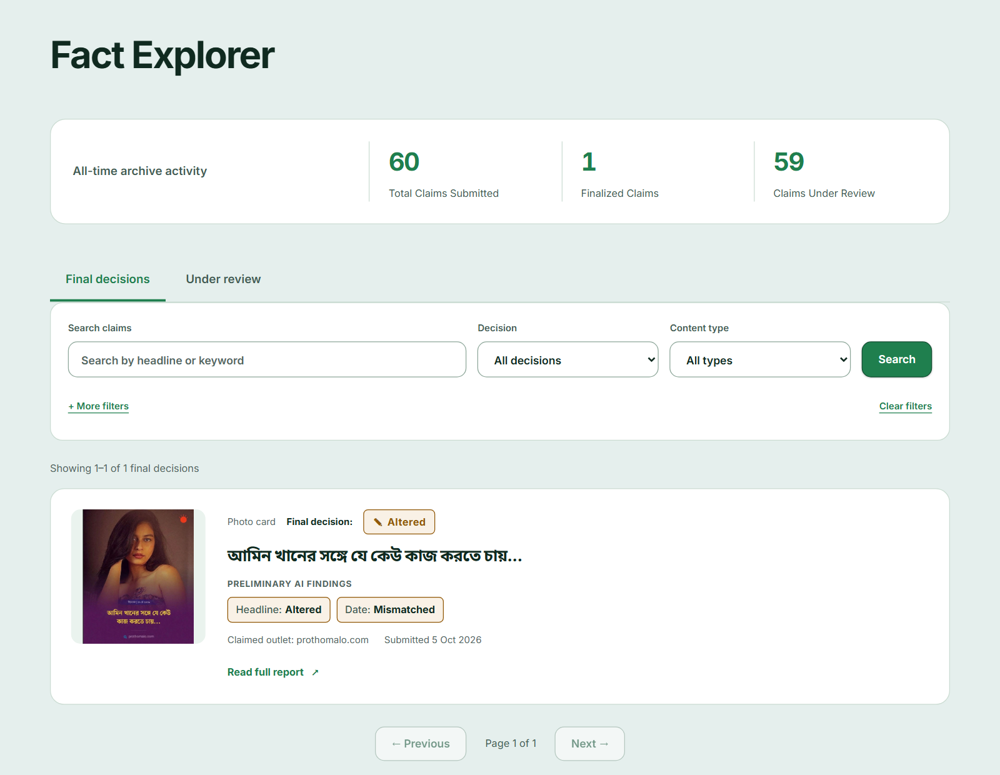 Fact Explorer
All-time archive activity
60
Total Claims Submitted
1
Finalized Claims
59
Claims Under Review
Final decisions
Under review
Search claims
Decision
Content type
Search by headline or keyword
All decisions
All types
Search
+ More filters
Clear filters
Showing 1–1 of 1 final decisions
আমিন খানের সঙ্গে যে কেউ
কাজ করতে চায়...
prothomalo.com
Photo card Final decision: Altered
আমিন খানের সঙ্গে যে কেউ কাজ করতে চায়...
PRELIMINARY AI FINDINGS
Headline: Altered
Date: Mismatched
Claimed outlet: prothomalo.com Submitted 5 Oct 2026
Read full report ↗
← Previous
Page 1 of 1
Next →